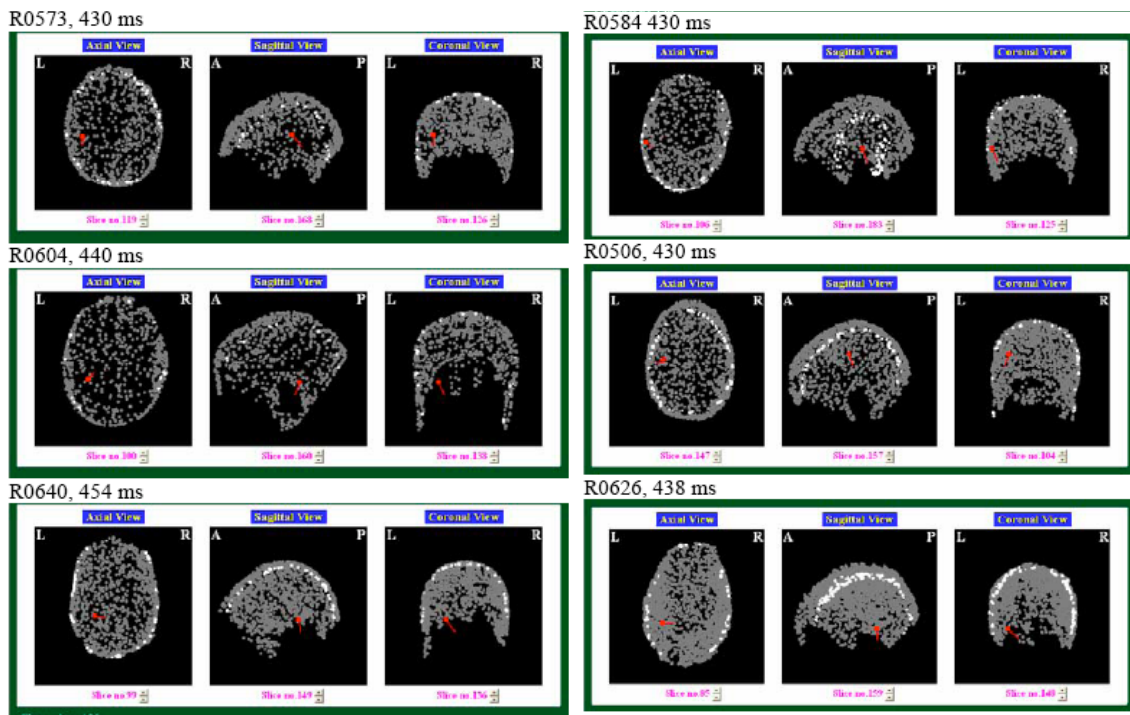 R0573, 430 ms
Axial View Sagittal View Coronal View
L R A P L R
Slice no.119 Slice no.168 Slice no.126
R0584 430 ms
Axial View Sagittal View Coronal View
L R A P L R
Slice no.106 Slice no.183 Slice no.125
R0604, 440 ms
Axial View Sagittal View Coronal View
L R A P L R
Slice no.100 Slice no.160 Slice no.138
R0506, 430 ms
Axial View Sagittal View Coronal View
L R A P L R
Slice no.147 Slice no.157 Slice no.104
R0640, 454 ms
Axial View Sagittal View Coronal View
L R A P L R
Slice no.99 Slice no.149 Slice no.156
R0626, 438 ms
Axial View Sagittal View Coronal View
L R A P L R
Slice no.85 Slice no.159 Slice no.140